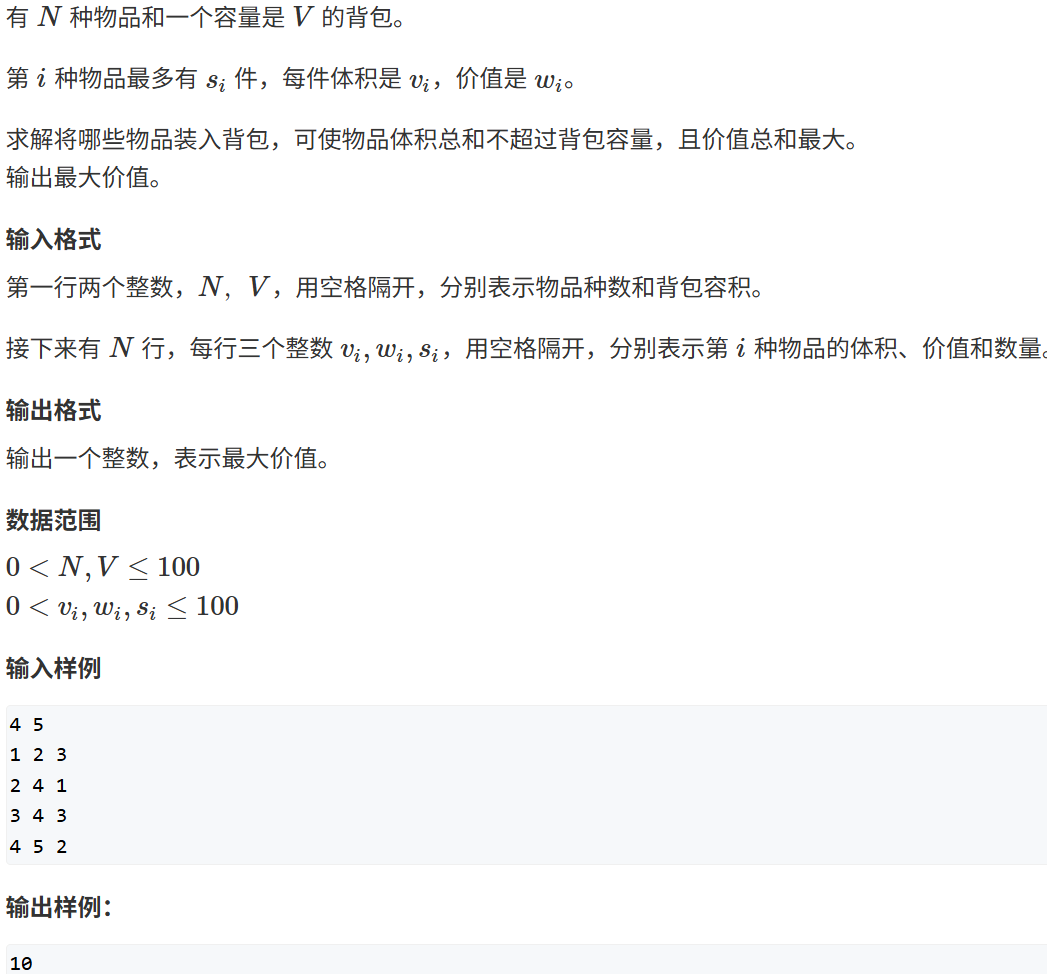 有 N 种物品和一个容量是 V 的背包。
第 i 种物品最多有 s_i 件，每件体积是 v_i，价值是 w_i。
求解将哪些物品装入背包，可使物品体积总和不超过背包容量，且价值总和最大。
输出最大价值。
输入格式
第一行两个整数，N, V，用空格隔开，分别表示物品种数和背包容积。
接下来有 N 行，每行三个整数 v_i, w_i, s_i，用空格隔开，分别表示第 i 种物品的体积、价值和数量。
输出格式
输出一个整数，表示最大价值。
数据范围
0 < N, V ≤ 100
0 < v_i, w_i, s_i ≤ 100
输入样例
4 5
1 2 3
2 4 1
3 4 3
4 5 2
输出样例：
10